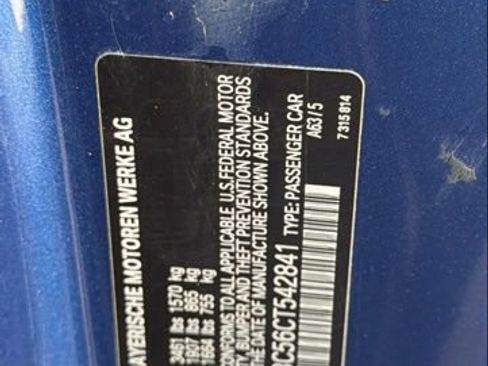 BAYERISCHE MOTOREN WERKE AG
3461 lbs 1570 kg
1907 lbs 865 kg
1664 lbs 755 kg
CONFORMS TO ALL APPLICABLE U.S. FEDERAL MOTOR
BUMPER AND THEFT PREVENTION STANDARDS
DATE OF MANUFACTURE SHOWN ABOVE.
C56CT542841 TYPE: PASSENGER CAR
A63/5
7315814